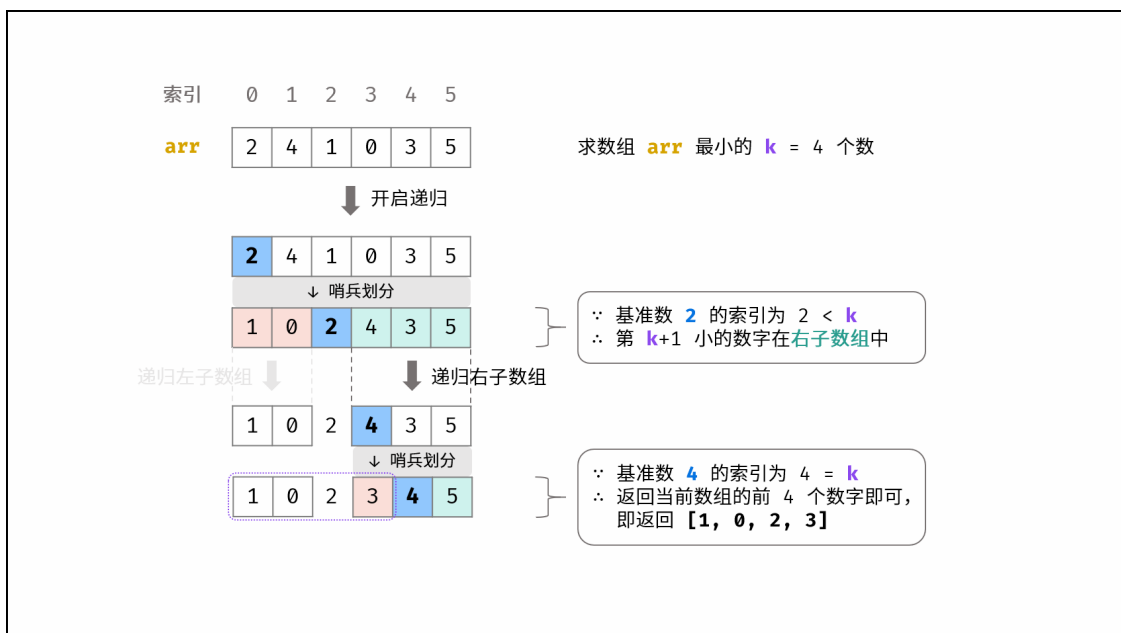 索引 0 1 2 3 4 5
arr 2 4 1 0 3 5
求数组 arr 最小的 k = 4 个数
开启递归
2 4 1 0 3 5
↓ 哨兵划分
1 0 2 4 3 5
∵ 基准数 2 的索引为 2 < k
∴ 第 k+1 小的数字在右子数组中
递归左子数组
递归右子数组
1 0 2 4 3 5
↓ 哨兵划分
1 0 2 3 4 5
∵ 基准数 4 的索引为 4 = k
∴ 返回当前数组的前 4 个数字即可，
即返回 [1, 0, 2, 3]